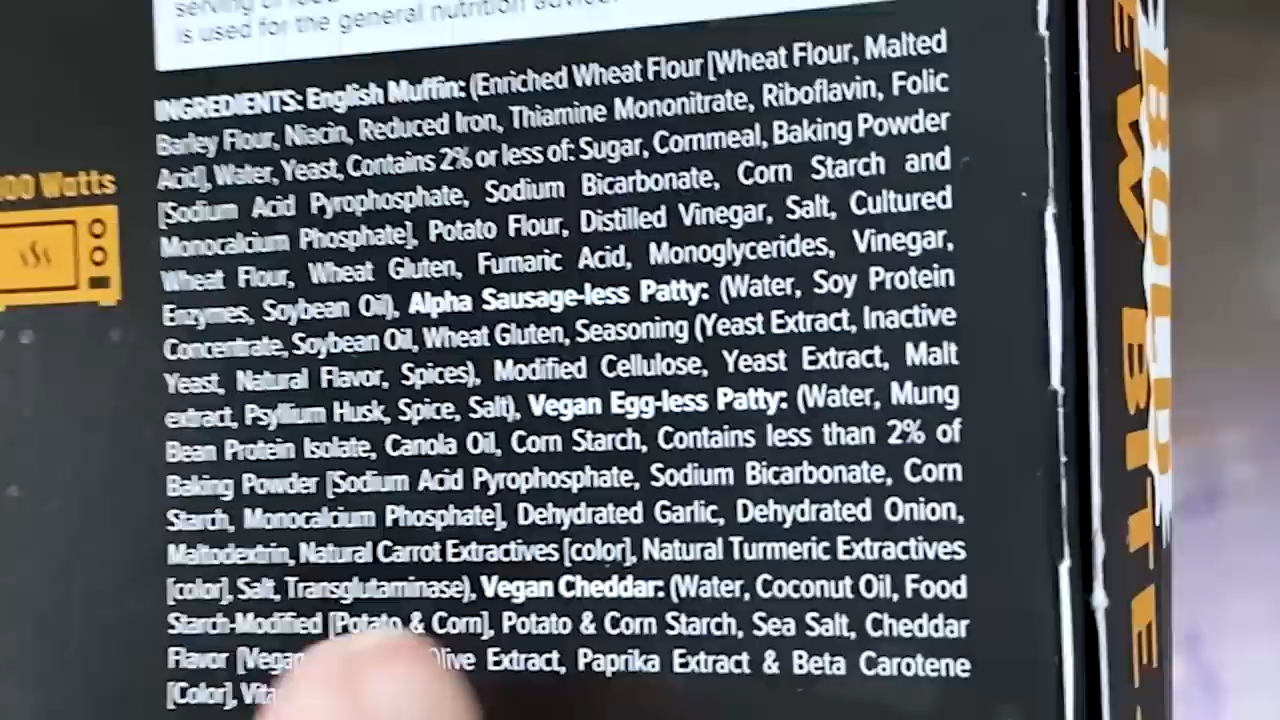 serving of food
is used for the general nutrition advice.
INGREDIENTS: English Muffin: (Enriched Wheat Flour [Wheat Flour, Malted
Barley Flour, Niacin, Reduced Iron, Thiamine Mononitrate, Riboflavin, Folic
Acid], Water, Yeast, Contains 2% or less of: Sugar, Cornmeal, Baking Powder
[Sodium Acid Pyrophosphate, Sodium Bicarbonate, Corn Starch and
Monocalcium Phosphate], Potato Flour, Distilled Vinegar, Salt, Cultured
Wheat Flour, Wheat Gluten, Fumaric Acid, Monoglycerides, Vinegar,
Enzymes, Soybean Oil), Alpha Sausage-less Patty: (Water, Soy Protein
Concentrate, Soybean Oil, Wheat Gluten, Seasoning (Yeast Extract, Inactive
Yeast, Natural Flavor, Spices), Modified Cellulose, Yeast Extract, Malt
extract, Psyllium Husk, Spice, Salt), Vegan Egg-less Patty: (Water, Mung
Bean Protein Isolate, Canola Oil, Corn Starch, Contains less than 2% of
Baking Powder [Sodium Acid Pyrophosphate, Sodium Bicarbonate, Corn
Starch, Monocalcium Phosphate], Dehydrated Garlic, Dehydrated Onion,
Maltodextrin, Natural Carrot Extractives [color], Natural Turmeric Extractives
[color], Salt, Transglutaminase), Vegan Cheddar: (Water, Coconut Oil, Food
Starch-Modified [Potato & Corn], Potato & Corn Starch, Sea Salt, Cheddar
Flavor [Vegan Olive Extract, Paprika Extract & Beta Carotene
[Color],
00 Watts
BOLD
EW BITE